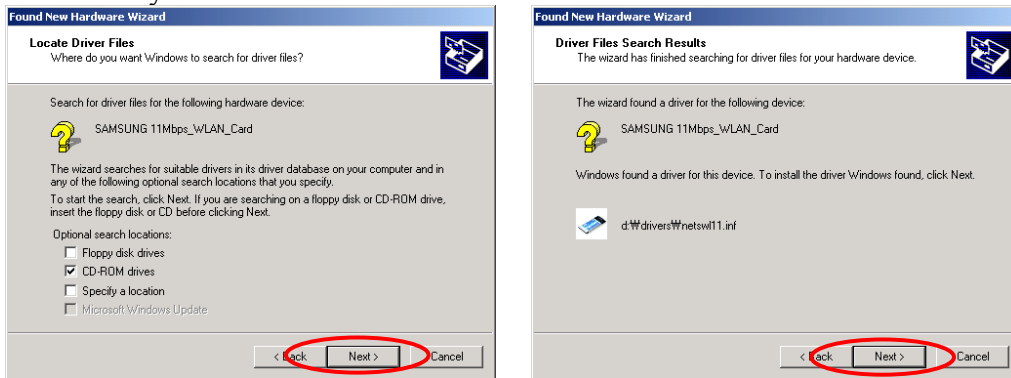 Found New Hardware Wizard
Locate Driver Files
Where do you want Windows to search for driver files?
Search for driver files for the following hardware device:
SAMSUNG 11Mbps_WLAN_Card
The wizard searches for suitable drivers in its driver database on your computer and in
any of the following optional search locations that you specify.
To start the search, click Next. If you are searching on a floppy disk or CD-ROM drive,
insert the floppy disk or CD before clicking Next.
Optional search locations:
Floppy disk drives
CD-ROM drives
Specify a location
Microsoft Windows Update
< Back
Next >
Cancel
Found New Hardware Wizard
Driver Files Search Results
The wizard has finished searching for driver files for your hardware device.
The wizard found a driver for the following device:
SAMSUNG 11Mbps_WLAN_Card
Windows found a driver for this device. To install the driver Windows found, click Next.
d:₩drivers₩netswl11.inf
< Back
Next >
Cancel